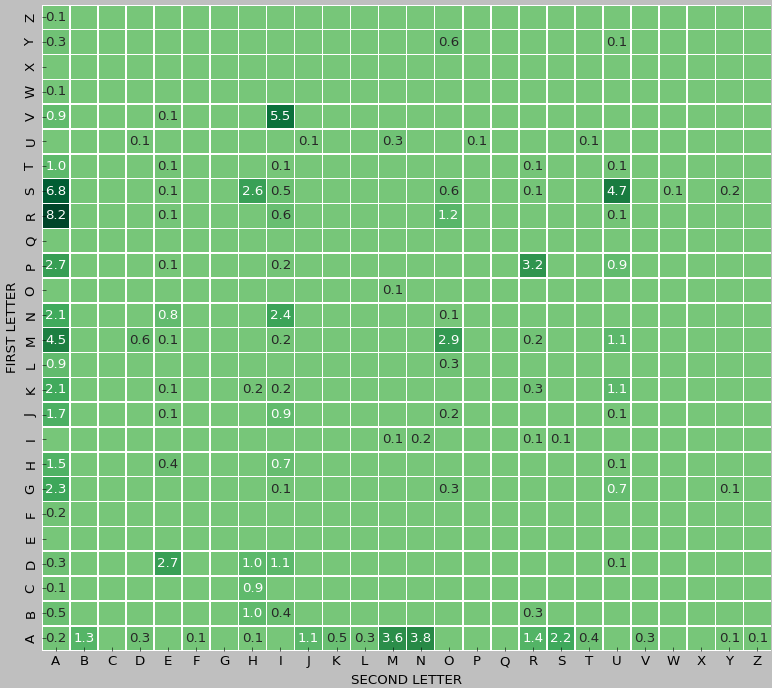 Z 0.1
Y 0.3 0.6 0.1
X
W 0.1
V 0.9 0.1 5.5
U 0.1 0.1 0.3 0.1 0.1
T 1.0 0.1 0.1 0.1 0.1
S 6.8 0.1 2.6 0.5 0.6 0.1 4.7 0.1 0.2
R 8.2 0.1 0.6 1.2 0.1
Q
P 2.7 0.1 0.2 3.2 0.9
O 0.1
N 2.1 0.8 2.4 0.1
M 4.5 0.6 0.1 0.2 2.9 0.2 1.1
L 0.9 0.3
K 2.1 0.1 0.2 0.2 0.3 1.1
J 1.7 0.1 0.9 0.2 0.1
I 0.1 0.2 0.1 0.1
H 1.5 0.4 0.7 0.1
G 2.3 0.1 0.3 0.7 0.1
F 0.2
E
D 0.3 2.7 1.0 1.1 0.1
C 0.1 0.9
B 0.5 1.0 0.4 0.3
A 0.2 1.3 0.3 0.1 0.1 1.1 0.5 0.3 3.6 3.8 1.4 2.2 0.4 0.3 0.1 0.1
A B C D E F G H I J K L M N O P Q R S T U V W X Y Z
SECOND LETTER
FIRST LETTER